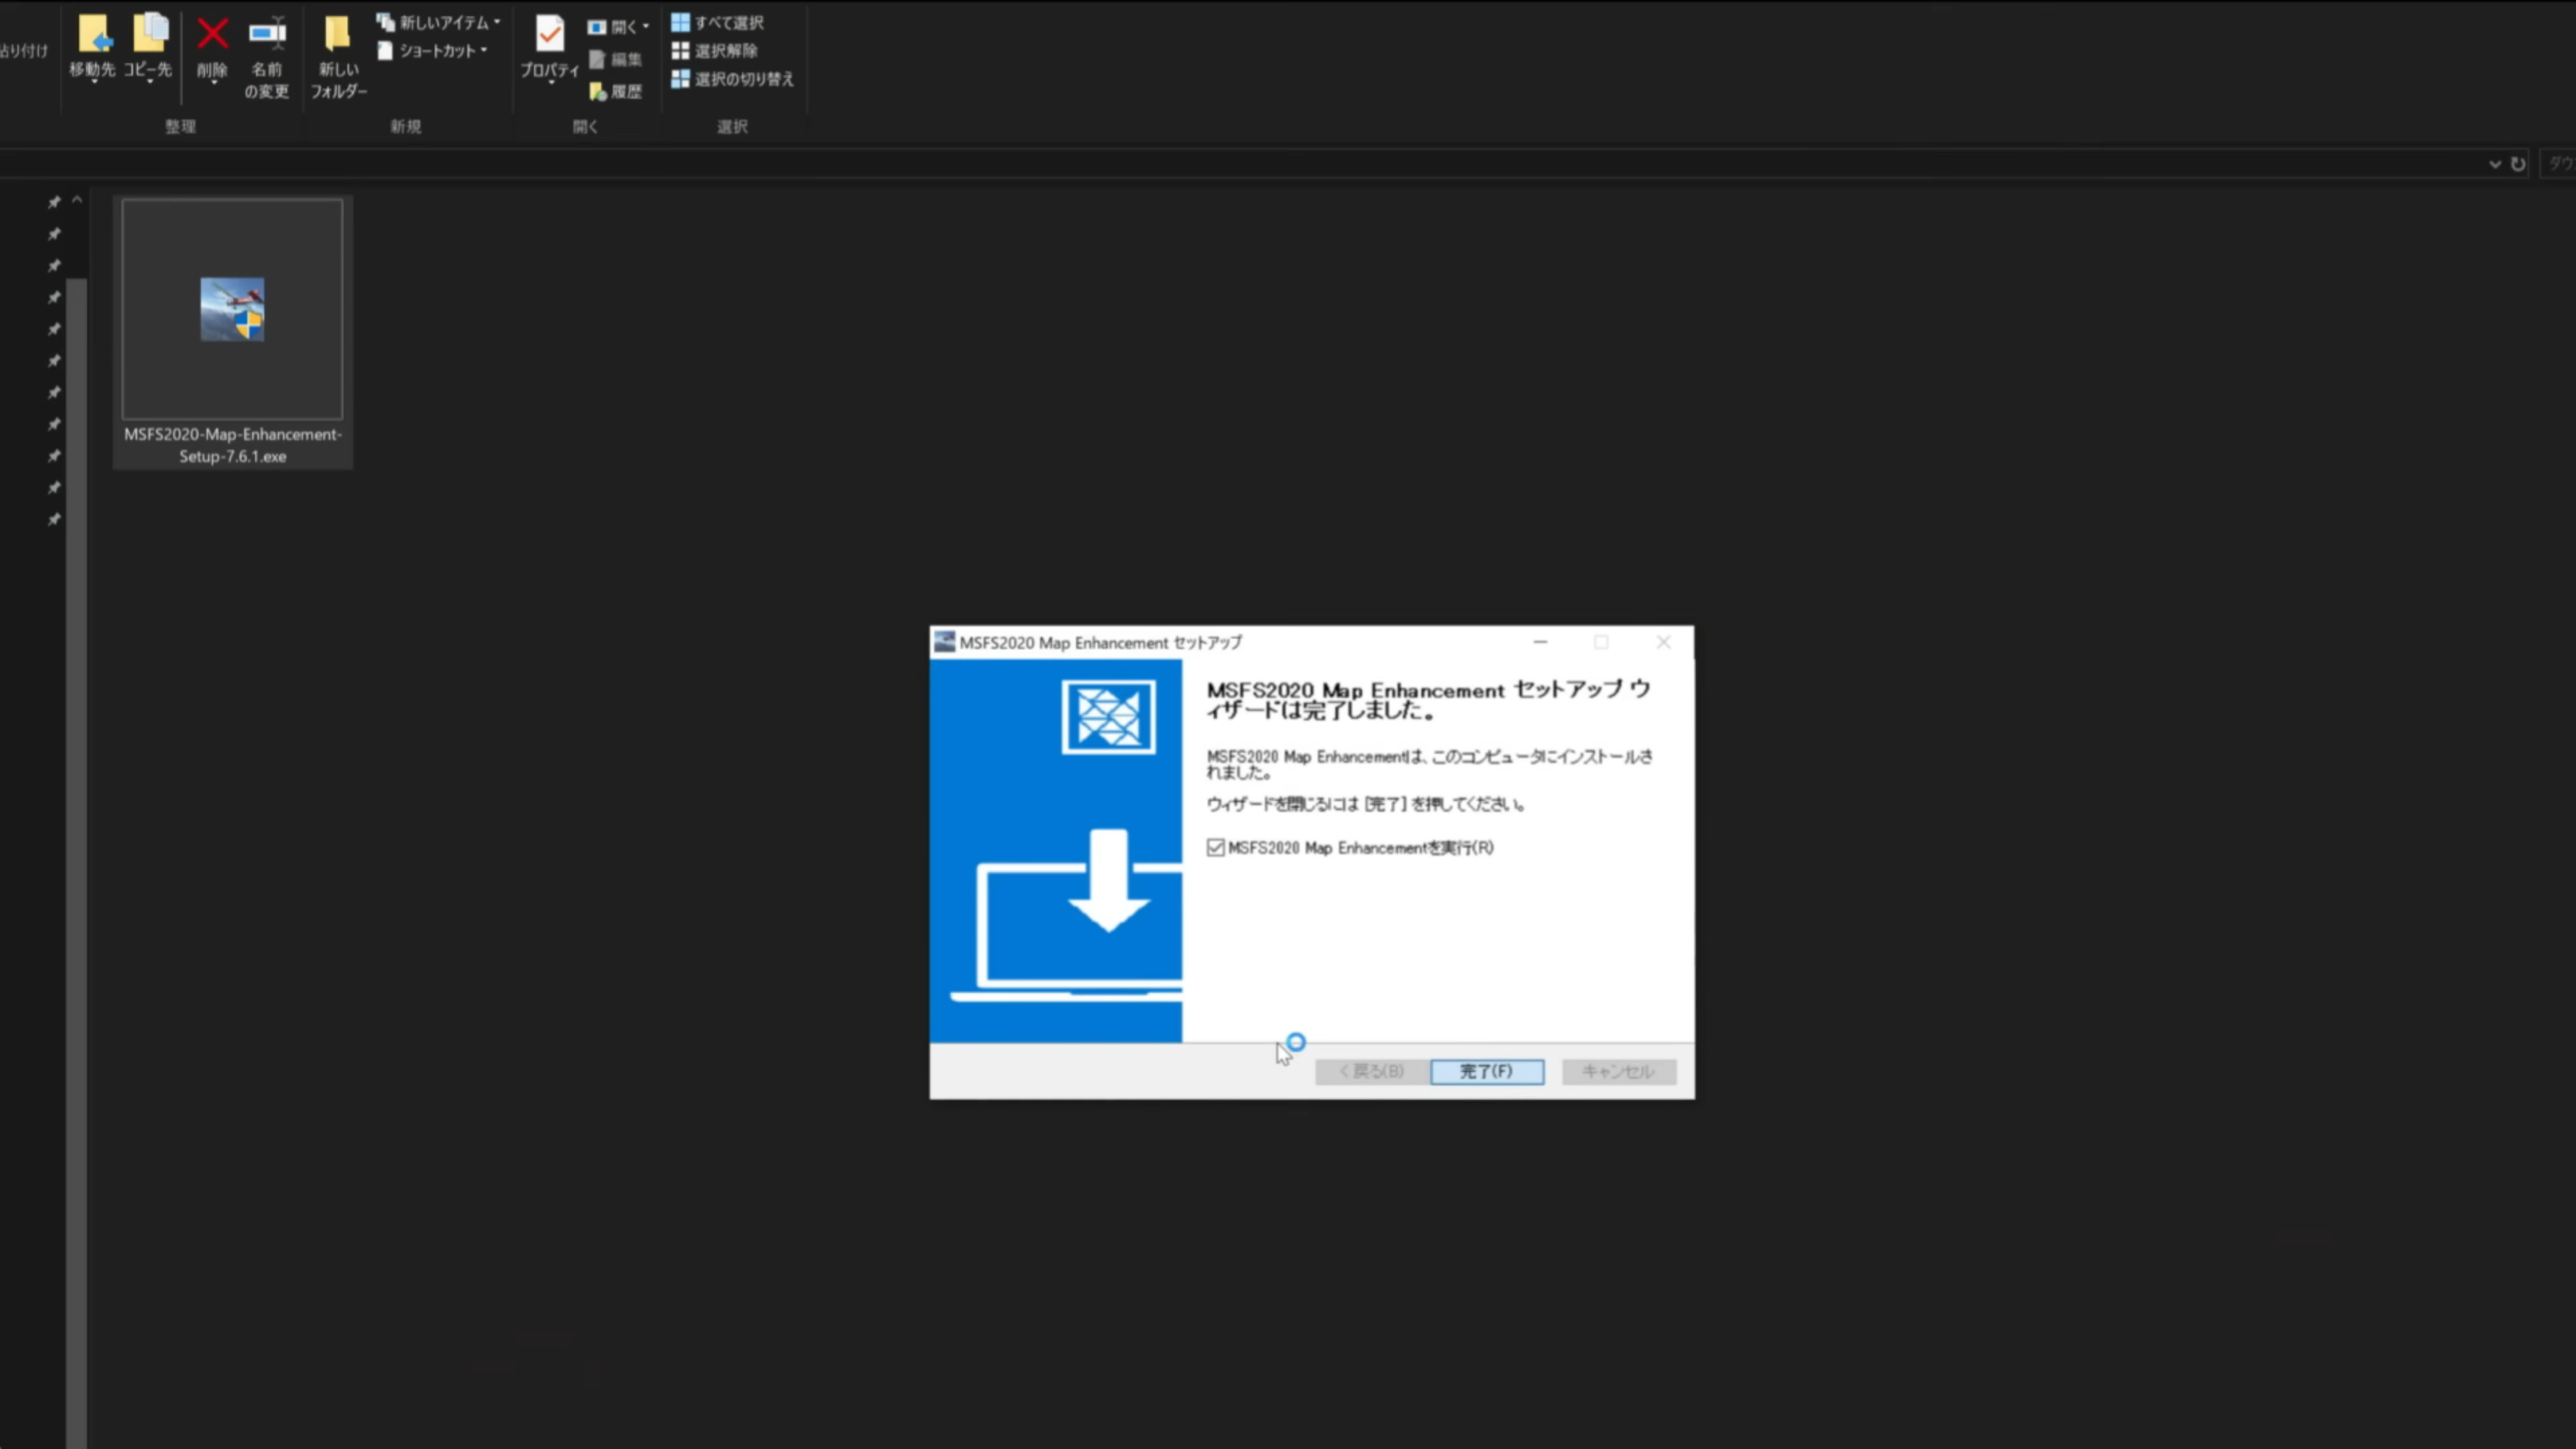 貼り付け
移動先
コピー先
削除
名前
の変更
整理
新しい
フォルダー
新しいアイテム
ショートカット
新規
プロパティ
開く
編集
履歴
開く
すべて選択
選択解除
選択の切り替え
選択
ダウ
MSFS2020-Map-Enhancement-
Setup-7.6.1.exe
MSFS2020 Map Enhancement セットアップ
MSFS2020 Map Enhancement セットアップ ウ
ィザードは完了しました。
MSFS2020 Map Enhancementは、このコンピュータにインストールさ
れました。
ウィザードを閉じるには [完了] を押してください。
MSFS2020 Map Enhancementを実行(R)
< 戻る(B)
完了(F)
キャンセル